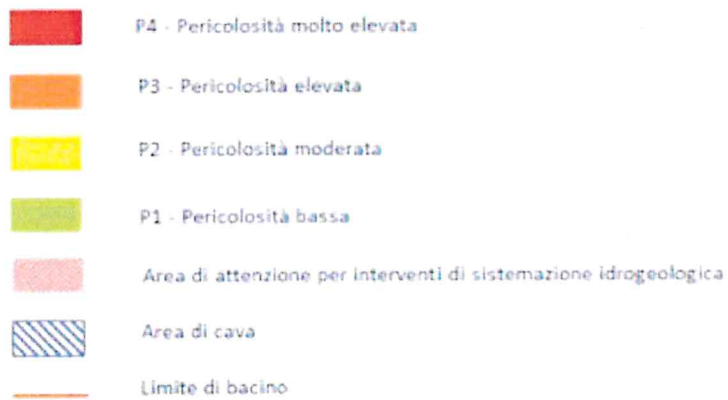 P4 - Pericolosità molto elevata
P3 - Pericolosità elevata
P2 - Pericolosità moderata
P1 - Pericolosità bassa
Area di attenzione per interventi di sistemazione idrogeologica
Area di cava
Limite di bacino